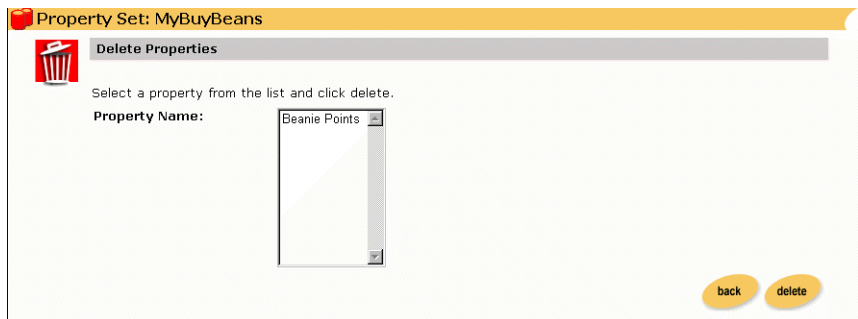 Property Set: MyBuyBeans
Delete Properties
Select a property from the list and click delete.
Property Name:
Beanie Points
back
delete